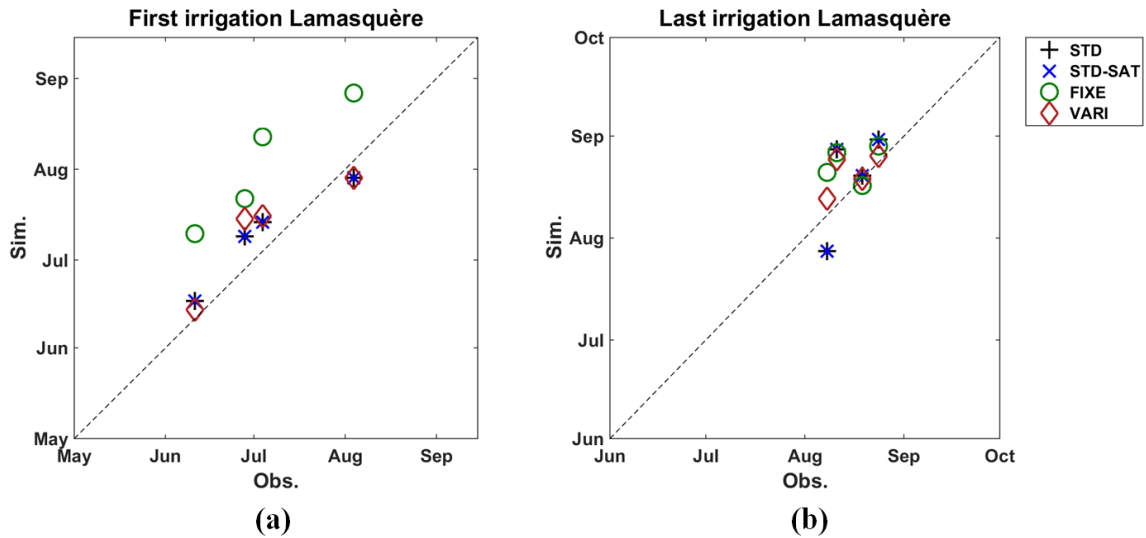 First irrigation Lamasquère
Sep
Aug
Jul
Jun
May
May Jun Jul Aug Sep
Sim.
Obs.
(a)
Last irrigation Lamasquère
Oct
Sep
Aug
Jul
Jun
Jun Jul Aug Sep Oct
Sim.
Obs.
(b)
STD
STD-SAT
FIXE
VARI